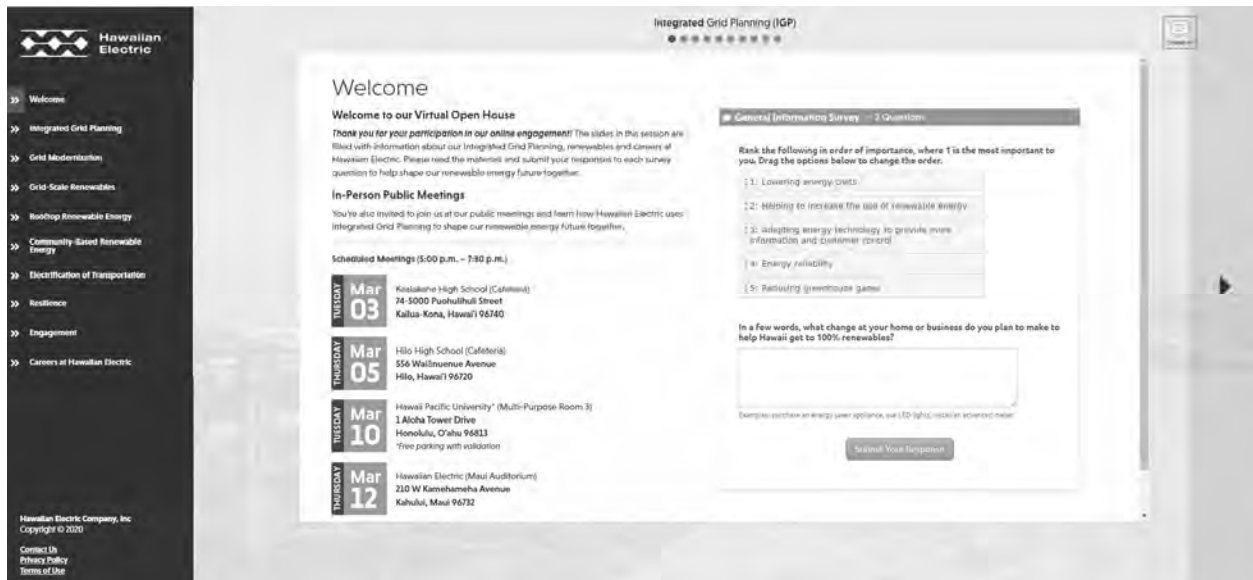 Hawaiian
Electric
Welcome
Integrated Grid Planning
Grid Modernization
Grid-Scale Renewables
Rooftop Renewable Energy
Community-Based Renewable
Energy
Electrification of Transportation
Resilience
Engagement
Careers at Hawaiian Electric
Hawaiian Electric Company, Inc
Copyright © 2020
Contact Us
Privacy Policy
Terms of Use
Integrated Grid Planning (IGP)
Welcome
Welcome to our Virtual Open House
Thank you for your participation in our online engagement! The slides in this session are
filled with information about our Integrated Grid Planning, renewables and careers at
Hawaiian Electric. Please read the materials and submit your responses to each survey
question to help shape our renewable energy future together.
In-Person Public Meetings
You're also invited to join us at our public meetings and learn how Hawaiian Electric uses
Integrated Grid Planning to shape our renewable energy future together.
Scheduled Meetings (5:00 p.m. – 7:30 p.m.)
TUESDAY
Mar
03
Kealakehe High School (Cafeteria)
74-5000 Puohulihuli Street
Kailua-Kona, Hawai'i 96740
THURSDAY
Mar
05
Hilo High School (Cafeteria)
556 Waiānuenue Avenue
Hilo, Hawai'i 96720
TUESDAY
Mar
10
Hawaii Pacific University* (Multi-Purpose Room 3)
1 Aloha Tower Drive
Honolulu, O'ahu 96813
*Free parking with validation
THURSDAY
Mar
12
Hawaiian Electric (Maui Auditorium)
210 W Kamehameha Avenue
Kahului, Maui 96732
General Information Survey — 2 Questions
Rank the following in order of importance, where 1 is the most important to
you. Drag the options below to change the order.
1: Lowering energy costs
2: Helping to increase the use of renewable energy
3: Adopting energy technology to provide more
information and customer control
4: Energy reliability
5: Reducing greenhouse gases
In a few words, what change at your home or business do you plan to make to
help Hawaii get to 100% renewables?
Examples: purchase an energy saver appliance, use LED lights, install an advanced meter
Submit Your Response